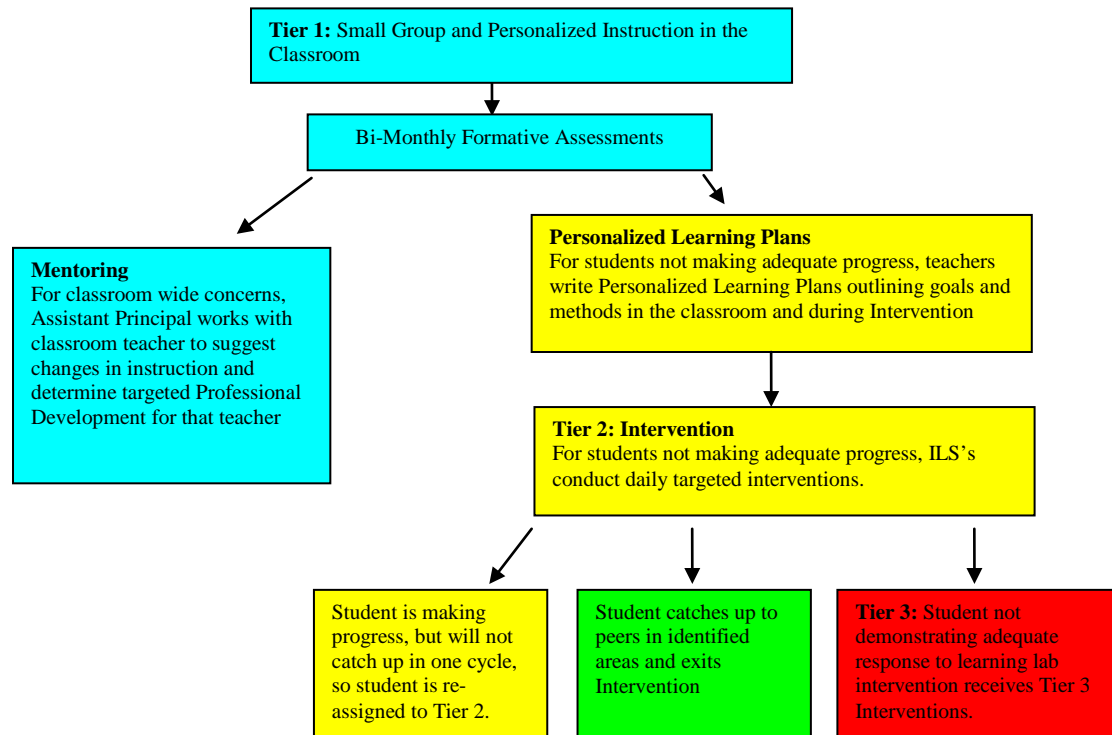 Tier 1: Small Group and Personalized Instruction in the
Classroom
Bi-Monthly Formative Assessments
Mentoring
For classroom wide concerns,
Assistant Principal works with
classroom teacher to suggest
changes in instruction and
determine targeted Professional
Development for that teacher
Personalized Learning Plans
For students not making adequate progress, teachers
write Personalized Learning Plans outlining goals and
methods in the classroom and during Intervention
Tier 2: Intervention
For students not making adequate progress, ILS’s
conduct daily targeted interventions.
Student is making
progress, but will not
catch up in one cycle,
so student is re-
assigned to Tier 2.
Student catches up to
peers in identified
areas and exits
Intervention
Tier 3: Student not
demonstrating adequate
response to learning lab
intervention receives Tier 3
Interventions.